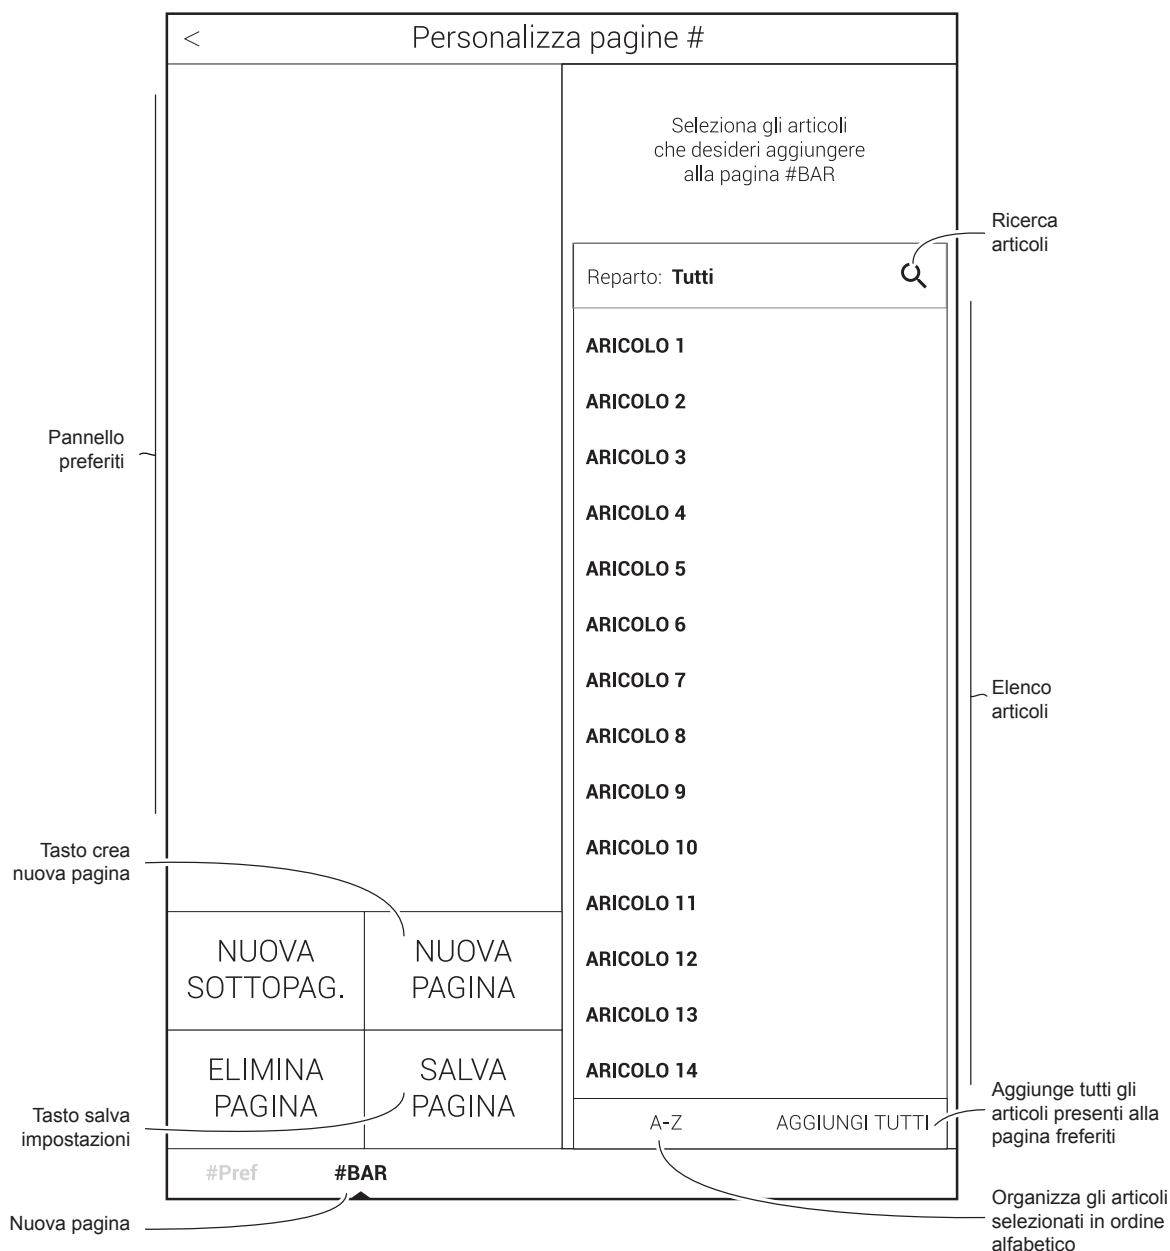 < Personalizza pagine #
Seleziona gli articoli
che desideri aggiungere
alla pagina #BAR
Ricerca
articoli
Reparto: Tutti
ARICOLO 1
ARICOLO 2
ARICOLO 3
ARICOLO 4
ARICOLO 5
ARICOLO 6
ARICOLO 7
ARICOLO 8
ARICOLO 9
ARICOLO 10
ARICOLO 11
ARICOLO 12
ARICOLO 13
ARICOLO 14
A-Z AGGIUNGI TUTTI
Pannello
preferiti
Elenco
articoli
Tasto crea
nuova pagina
NUOVA
SOTTOPAG.
NUOVA
PAGINA
ELIMINA
PAGINA
SALVA
PAGINA
Tasto salva
impostazioni
Aggiunge tutti gli
articoli presenti alla
pagina freferiti
#Pref #BAR
Nuova pagina
Organizza gli articoli
selezionati in ordine
alfabetico